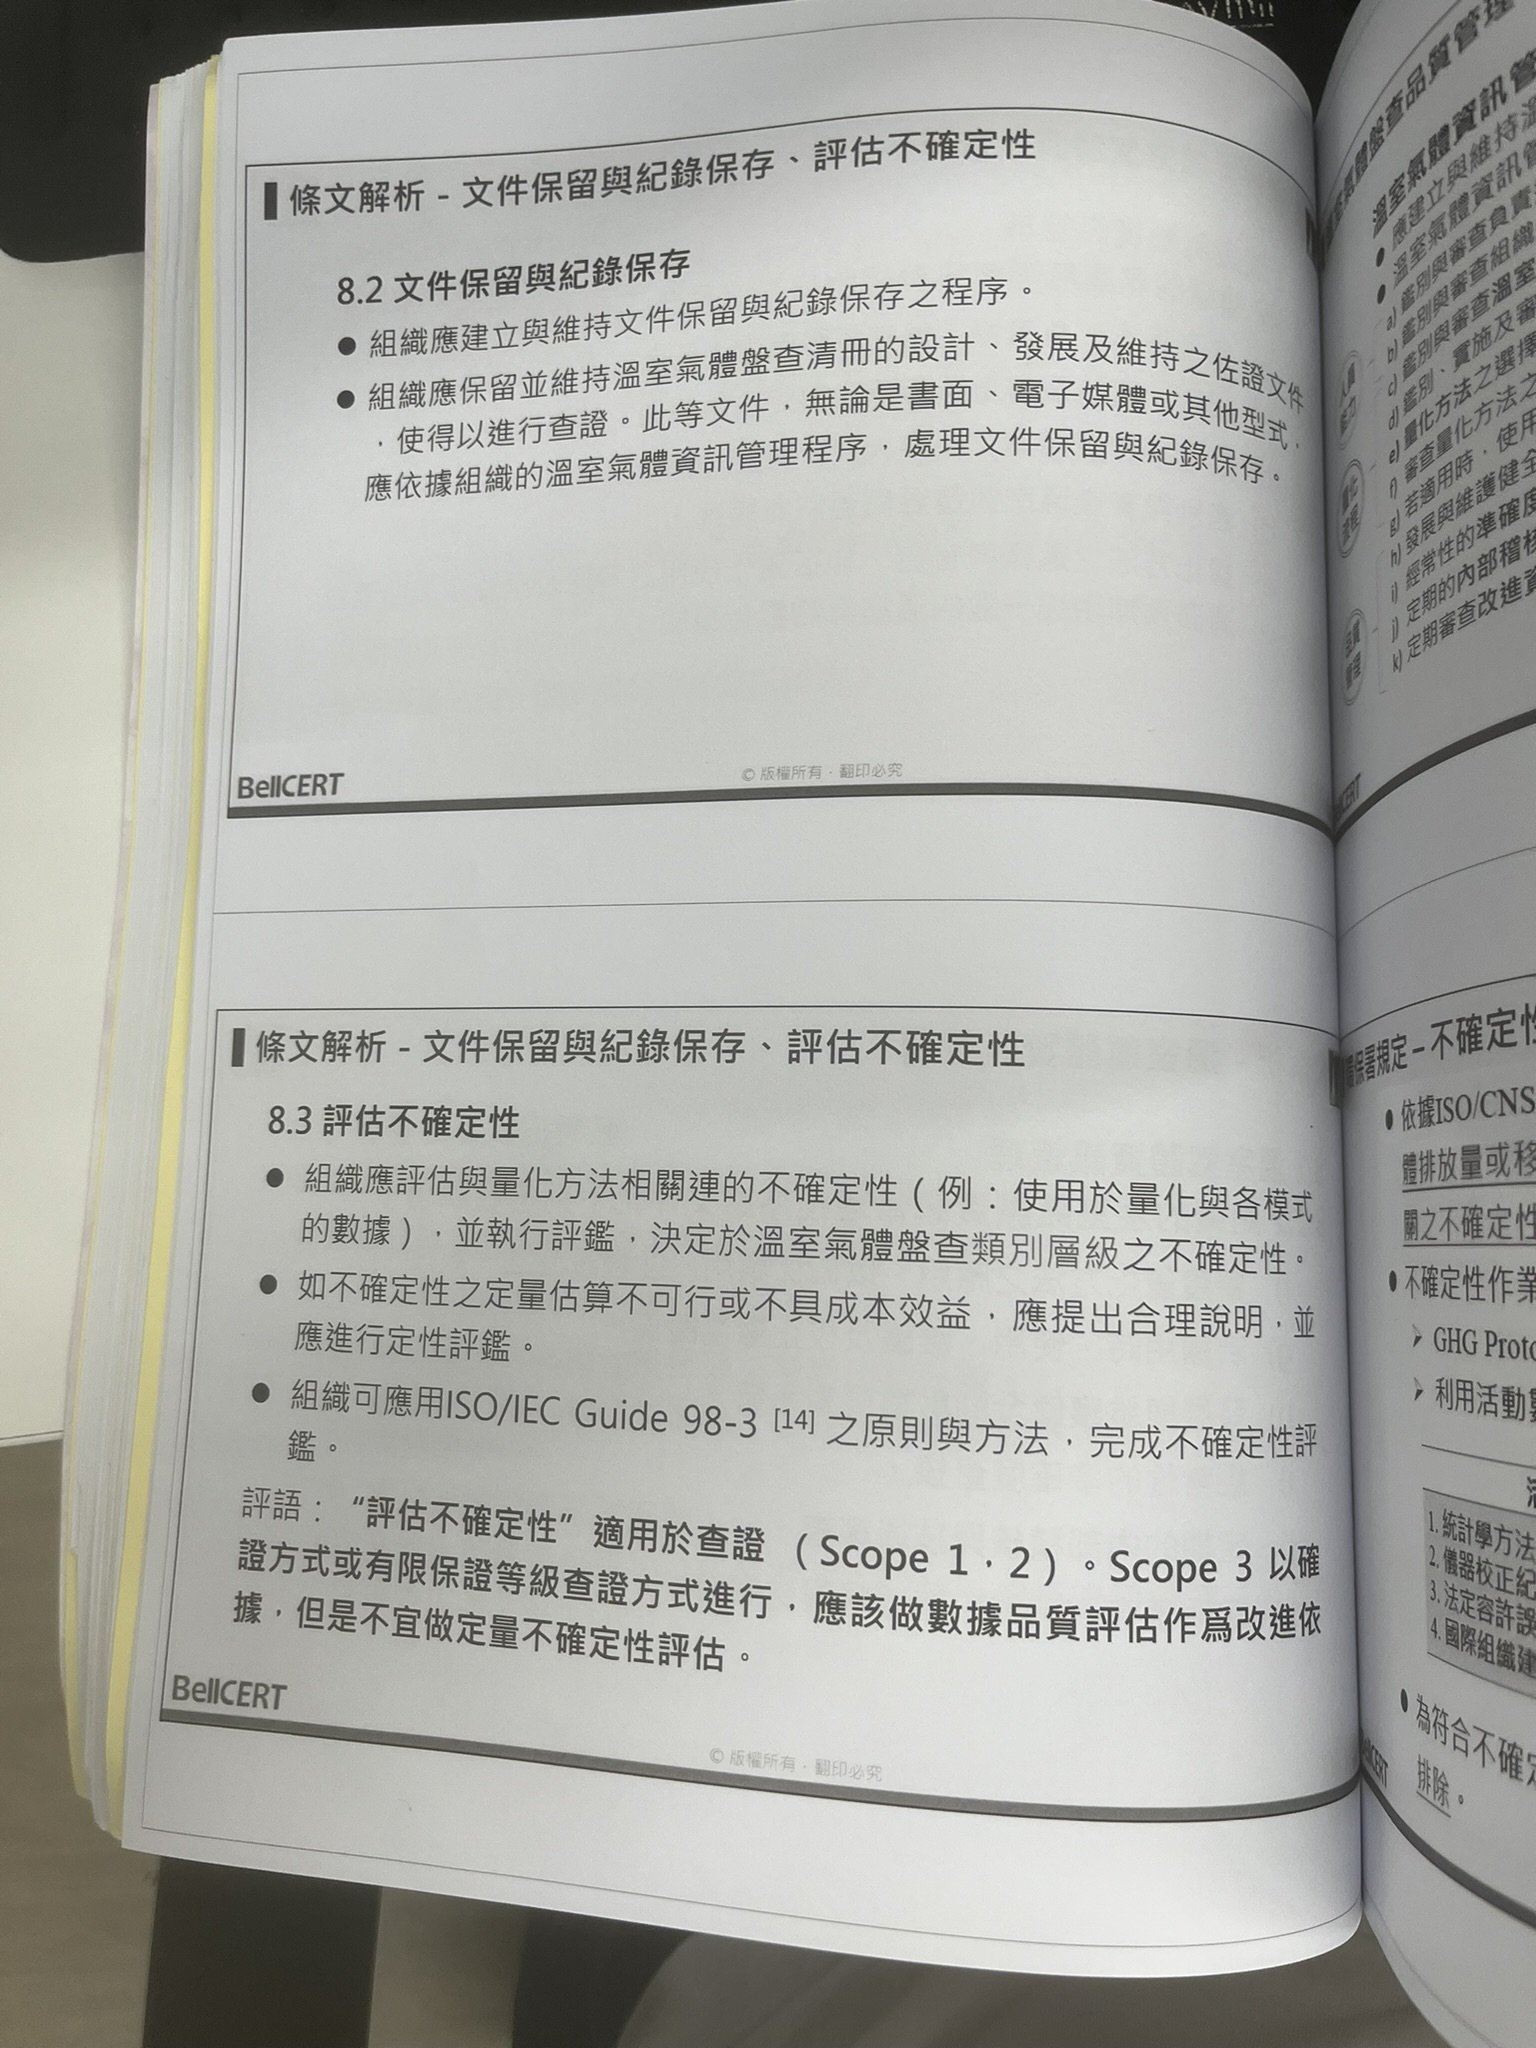 條文解析 - 文件保留與紀錄保存、評估不確定性
8.2 文件保留與紀錄保存
● 組織應建立與維持文件保留與紀錄保存之程序。
● 組織應保留並維持溫室氣體盤查清冊的設計、發展及維持之佐證文件
，使得以進行查證。此等文件，無論是書面、電子媒體或其他型式，
應依據組織的溫室氣體資訊管理程序，處理文件保留與紀錄保存。
BellCERT
© 版權所有，翻印必究
條文解析 - 文件保留與紀錄保存、評估不確定性
8.3 評估不確定性
● 組織應評估與量化方法相關連的不確定性（例：使用於量化與各模式
的數據），並執行評鑑，決定於溫室氣體盤查類別層級之不確定性。
● 如不確定性之定量估算不可行或不具成本效益，應提出合理說明，並
應進行定性評鑑。
● 組織可應用ISO/IEC Guide 98-3 [14] 之原則與方法，完成不確定性評
鑑。
評語：“評估不確定性”適用於查證（Scope 1，2）。Scope 3 以確
證方式或有限保證等級查證方式進行，應該做數據品質評估作爲改進依
據，但是不宜做定量不確定性評估。
BellCERT
© 版權所有，翻印必究
室氣體盤查品質管理
溫室氣體資訊管
● 應建立與維持溫
● 溫室氣體資訊管
a) 鑑別與審查負責
b) 鑑別與審查組織
c) 鑑別與審查溫室
d) 鑑別、實施及審
e) 量化方法之選擇
f) 審查量化方法之
g) 若適用時，使用
h) 發展與維護健全
i) 經常性的準確度
j) 定期的內部稽核
k) 定期審查改進資
量化
品質
管理
CERT
環保署規定－不確定性
● 依據ISO/CNS
體排放量或移
關之不確定性
● 不確定性作業
➢ GHG Proto
➢ 利用活動數
1. 統計學方法
2. 儀器校正紀
3. 法定容許誤
4. 國際組織建
● 為符合不確定
排除。
CERT